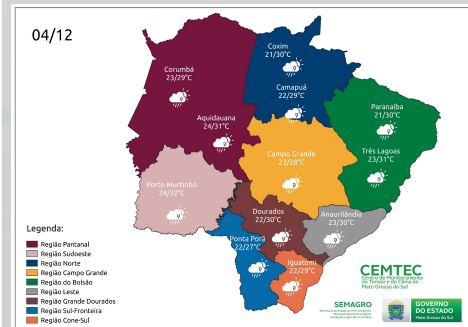 04/12
Coxim
21/30°C
Corumbá
23/29°C
Camapuã
22/29°C
Paranaíba
21/30°C
Aquidauana
24/31°C
Três Lagoas
23/31°C
Campo Grande
23/28°C
Porto Murtinho
24/32°C
Dourados
22/30°C
Anaurilândia
23/30°C
Ponta Porã
22/27°C
Iguatemi
22/29°C
Legenda:
Região Pantanal
Região Sudoeste
Região Norte
Região Campo Grande
Região do Bolsão
Região Leste
Região Grande Dourados
Região Sul-Fronteira
Região Cone-Sul
CEMTEC
Centro de Monitoramento
do Tempo e do Clima de
Mato Grosso do Sul
SEMAGRO
GOVERNO
DO ESTADO
Mato Grosso do Sul